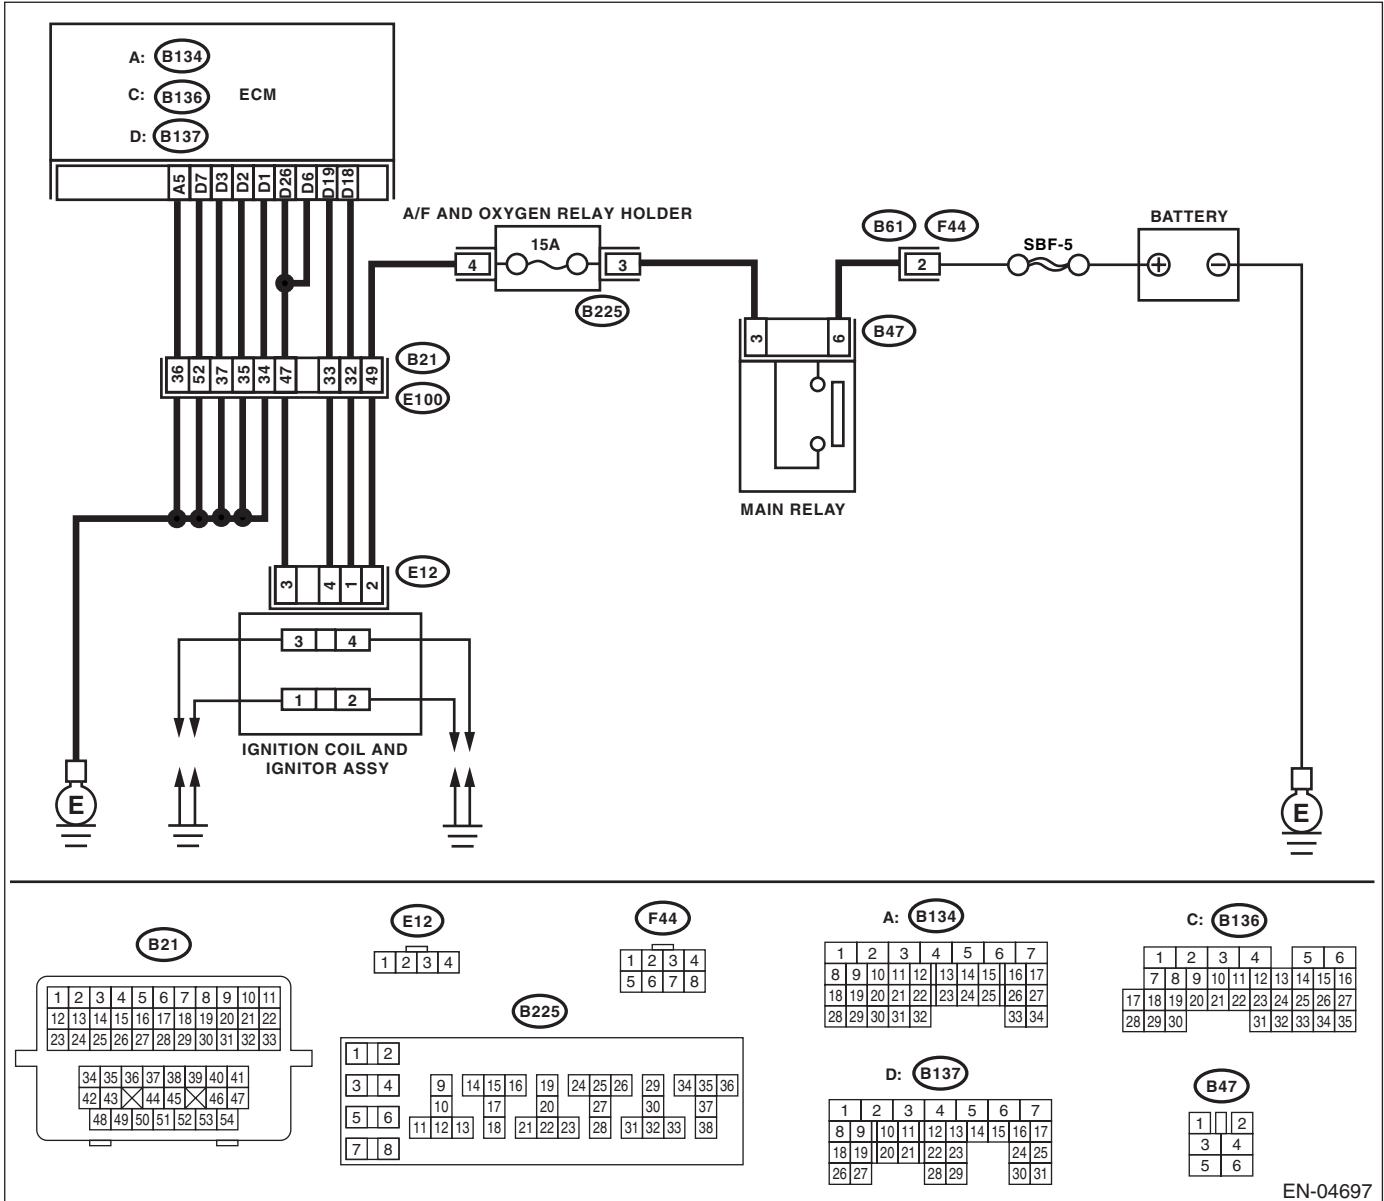 A: B134
C: B136 ECM
D: B137
A5 D7 D3 D2 D1 D26 D6 D19 D18
A/F AND OXYGEN RELAY HOLDER
4 15A 3
B225
B61 F44
2
SBF-5
BATTERY
+ −
3 6 B47
MAIN RELAY
36 52 37 35 34 47 33 32 49
B21
E100
3 4 1 2
E12
3 4
1 2
IGNITION COIL AND
IGNITOR ASSY
E
E
B21
1 2 3 4 5 6 7 8 9 10 11
12 13 14 15 16 17 18 19 20 21 22
23 24 25 26 27 28 29 30 31 32 33
34 35 36 37 38 39 40 41
42 43 44 45 46 47
48 49 50 51 52 53 54
E12
1 2 3 4
F44
1 2 3 4
5 6 7 8
B225
1 2
3 4
5 6
7 8
9 14 15 16 19 24 25 26 29 34 35 36
10 17 20 27 30 37
11 12 13 18 21 22 23 28 31 32 33 38
A: B134
1 2 3 4 5 6 7
8 9 10 11 12 13 14 15 16 17
18 19 20 21 22 23 24 25 26 27
28 29 30 31 32 33 34
C: B136
1 2 3 4 5 6
7 8 9 10 11 12 13 14 15 16
17 18 19 20 21 22 23 24 25 26 27
28 29 30 31 32 33 34 35
D: B137
1 2 3 4 5 6 7
8 9 10 11 12 13 14 15 16 17
18 19 20 21 22 23 24 25
26 27 28 29 30 31
B47
1 2
3 4
5 6
EN-04697